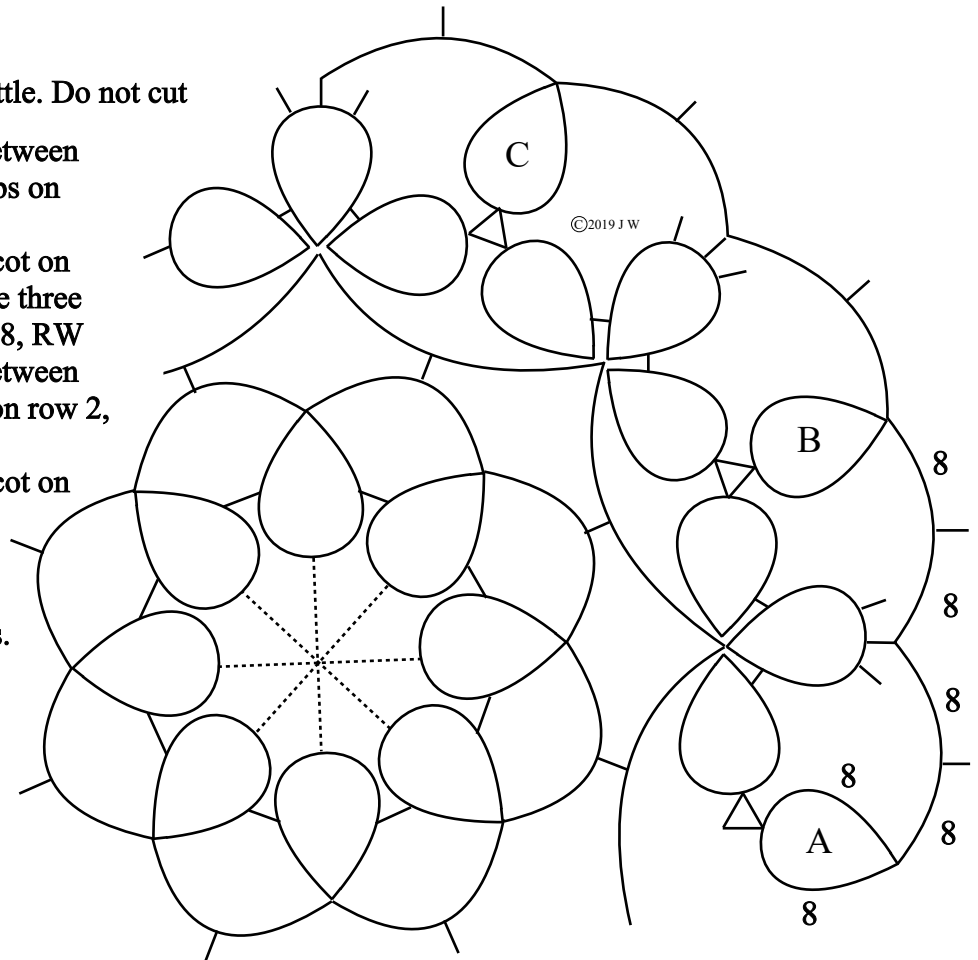 ttle. Do not cut
etween
ps on
cot on
e three
8, RW
etween
on row 2,
cot on
s.
C
©2019 J W
B
8
8
8
8
8
A
8